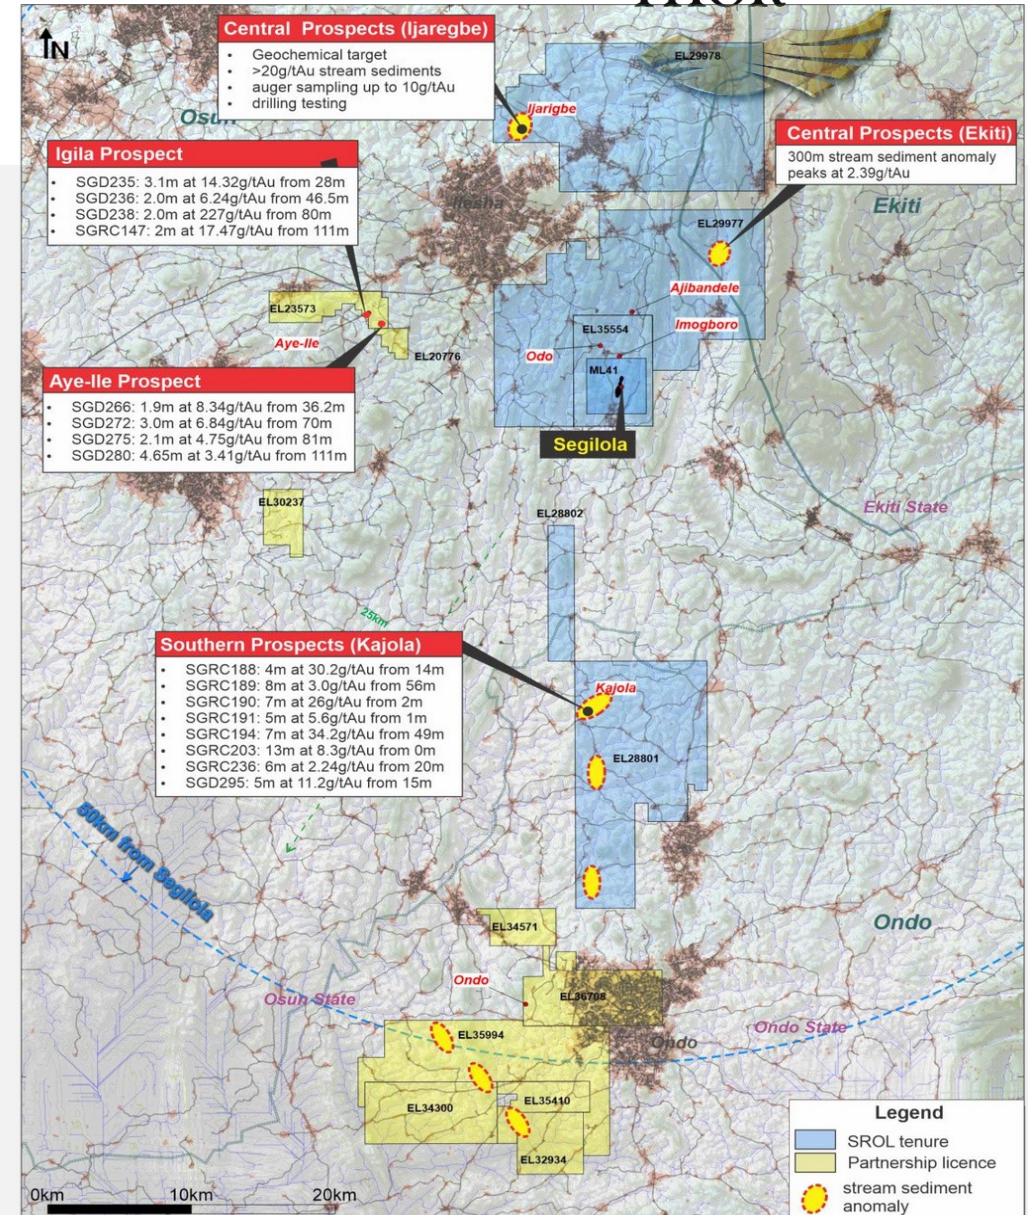 THOR
N
Central Prospects (Ijaregbe)
• Geochemical target
• >20g/tAu stream sediments
• auger sampling up to 10g/tAu
• drilling testing
EL29978
Osun
Ijarigbe
Central Prospects (Ekiti)
300m stream sediment anomaly
peaks at 2.39g/tAu
Igila Prospect
• SGD235: 3.1m at 14.32g/tAu from 28m
• SGD236: 2.0m at 6.24g/tAu from 46.5m
• SGD238: 2.0m at 227g/tAu from 80m
• SGRC147: 2m at 17.47g/tAu from 111m
Ilesha
Ekiti
EL29977
Ajibandele
EL23573
Imogboro
EL35554
Aye-Ile
Odo
EL20776
ML41
Aye-Ile Prospect
• SGD266: 1.9m at 8.34g/tAu from 36.2m
• SGD272: 3.0m at 6.84g/tAu from 70m
• SGD275: 2.1m at 4.75g/tAu from 81m
• SGD280: 4.65m at 3.41g/tAu from 111m
Segilola
EL30237
Ekiti State
EL28802
25km
Southern Prospects (Kajola)
• SGRC188: 4m at 30.2g/tAu from 14m
• SGRC189: 8m at 3.0g/tAu from 56m
• SGRC190: 7m at 26g/tAu from 2m
• SGRC191: 5m at 5.6g/tAu from 1m
• SGRC194: 7m at 34.2g/tAu from 49m
• SGRC203: 13m at 8.3g/tAu from 0m
• SGRC236: 6m at 2.24g/tAu from 20m
• SGD295: 5m at 11.2g/tAu from 15m
Kajola
EL28801
50km from Segilola
EL34571
Ondo
Ondo
EL36708
Osun State
Ondo State
EL35994
Ondo
EL34300
EL35410
EL32934
Legend
SROL tenure
Partnership licence
stream sediment
anomaly
0km 10km 20km